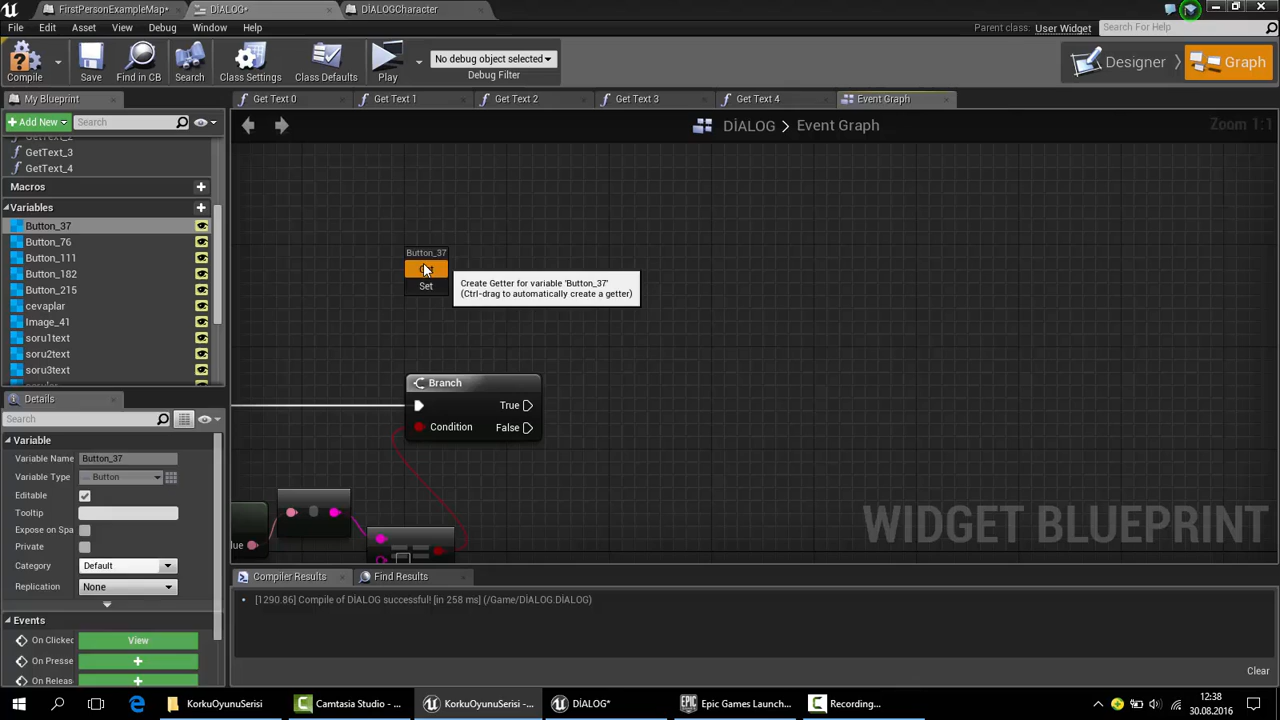 FirstPersonExampleMap*
DİALOG*
DİALOGCharacter
File
Edit
Asset
View
Debug
Window
Help
Parent class:
User Widget
Search For Help
Compile
Save
Find in CB
Search
Class Settings
Class Defaults
Play
No debug object selected
Debug Filter
Designer
Graph
My Blueprint
Get Text 0
Get Text 1
Get Text 2
Get Text 3
Get Text 4
Event Graph
Add New
Search
DİALOG
Event Graph
Zoom 1:1
GetText_3
GetText_4
Macros
Variables
Button_37
Button_76
Button_111
Button_182
Button_215
cevaplar
Image_41
soru1text
soru2text
soru3text
Button_37
Set
Create Getter for variable 'Button_37'
(Ctrl-drag to automatically create a getter)
Branch
True
Condition
False
WIDGET BLUEPRINT
Details
Search
Variable
Variable Name
Button_37
Variable Type
Button
Editable
Tooltip
Expose on Spa
Private
Category
Default
Replication
None
Events
On Clicked
View
On Presse
On Releas
Compiler Results
Find Results
[1290.86] Compile of DİALOG successful! [in 258 ms] (/Game/DİALOG.DİALOG)
Clear
KorkuOyunuSerisi
Camtasia Studio - ...
KorkuOyunuSerisi -...
DİALOG*
Epic Games Launch...
Recording...
12:38
30.08.2016